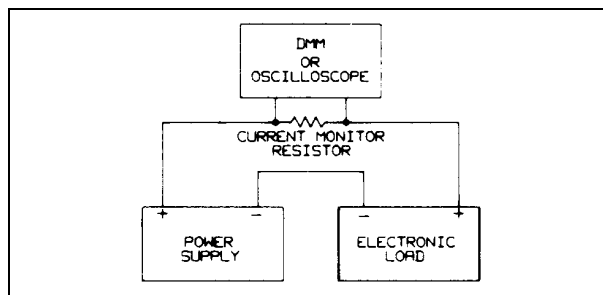 DMM
OR
OSCILLOSCOPE
CURRENT MONITOR
RESISTOR
+ - - +
POWER
SUPPLY
ELECTRONIC
LOAD